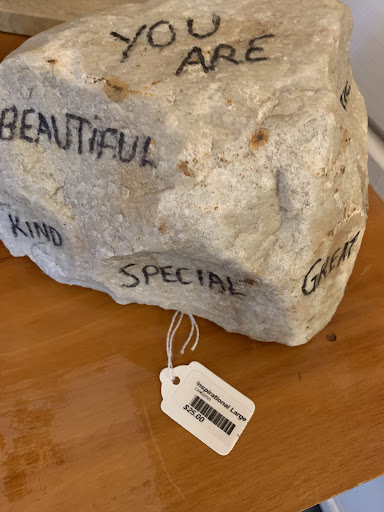 YOU
ARE
BEAUTIFUL
KIND
SPECIAL
GREAT
Inspirational Large
$25.00